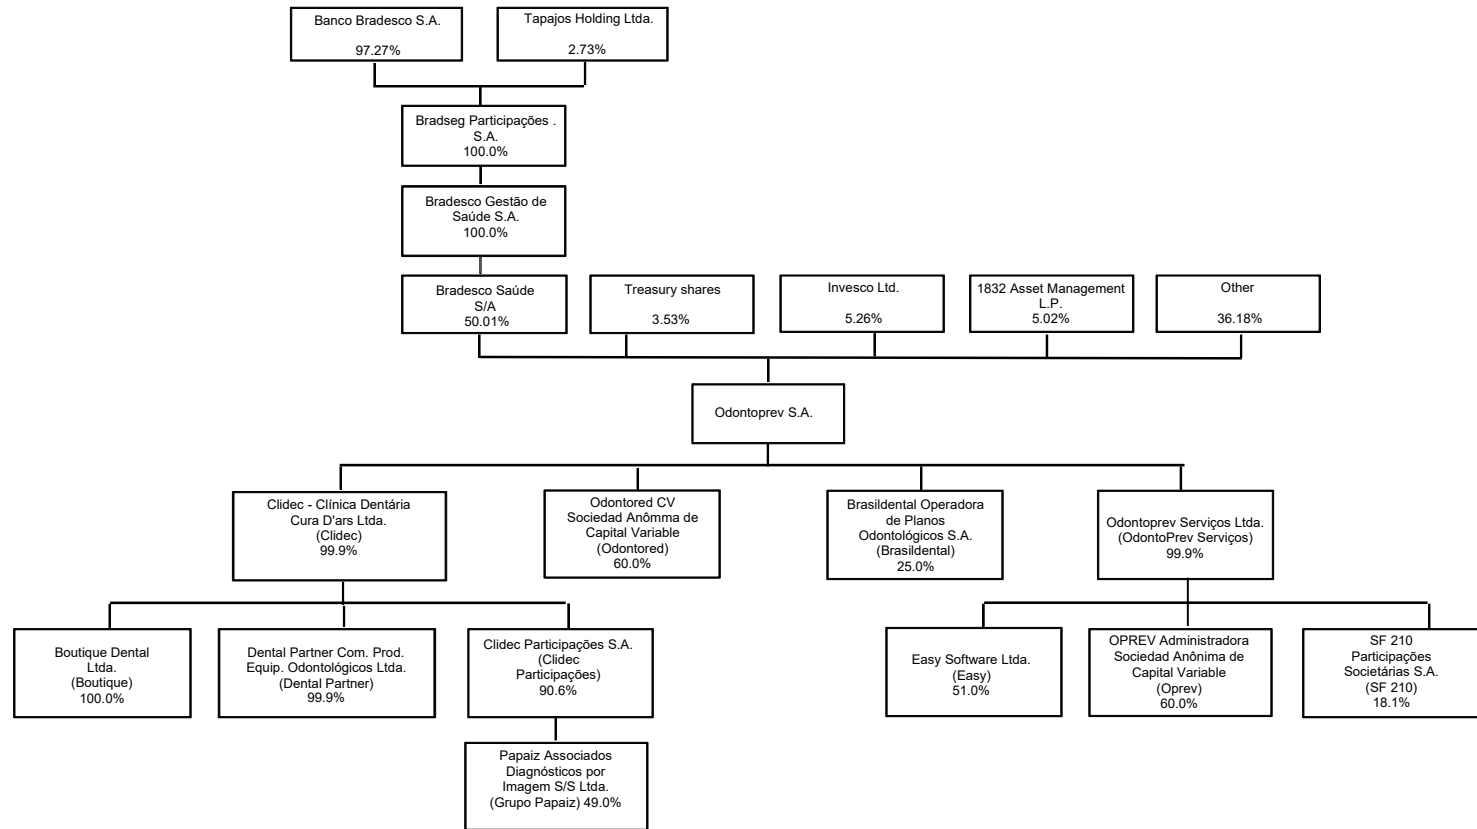 Banco Bradesco S.A.
97.27%
Tapajos Holding Ltda.
2.73%
Bradseg Participações .
S.A.
100.0%
Bradesco Gestão de
Saúde S.A.
100.0%
Bradesco Saúde
S/A
50.01%
Treasury shares
3.53%
Invesco Ltd.
5.26%
1832 Asset Management
L.P.
5.02%
Other
36.18%
Odontoprev S.A.
Clidec - Clínica Dentária
Cura D'ars Ltda.
(Clidec)
99.9%
Odontored CV
Sociedad Anômma de
Capital Variable
(Odontored)
60.0%
Brasildental Operadora
de Planos
Odontológicos S.A.
(Brasildental)
25.0%
Odontoprev Serviços Ltda.
(OdontoPrev Serviços)
99.9%
Boutique Dental
Ltda.
(Boutique)
100.0%
Dental Partner Com. Prod.
Equip. Odontológicos Ltda.
(Dental Partner)
99.9%
Clidec Participações S.A.
(Clidec
Participações)
90.6%
Easy Software Ltda.
(Easy)
51.0%
OPREV Administradora
Sociedad Anônima de
Capital Variable
(Oprev)
60.0%
SF 210
Participações
Societárias S.A.
(SF 210)
18.1%
Papaiz Associados
Diagnósticos por
Imagem S/S Ltda.
(Grupo Papaiz) 49.0%